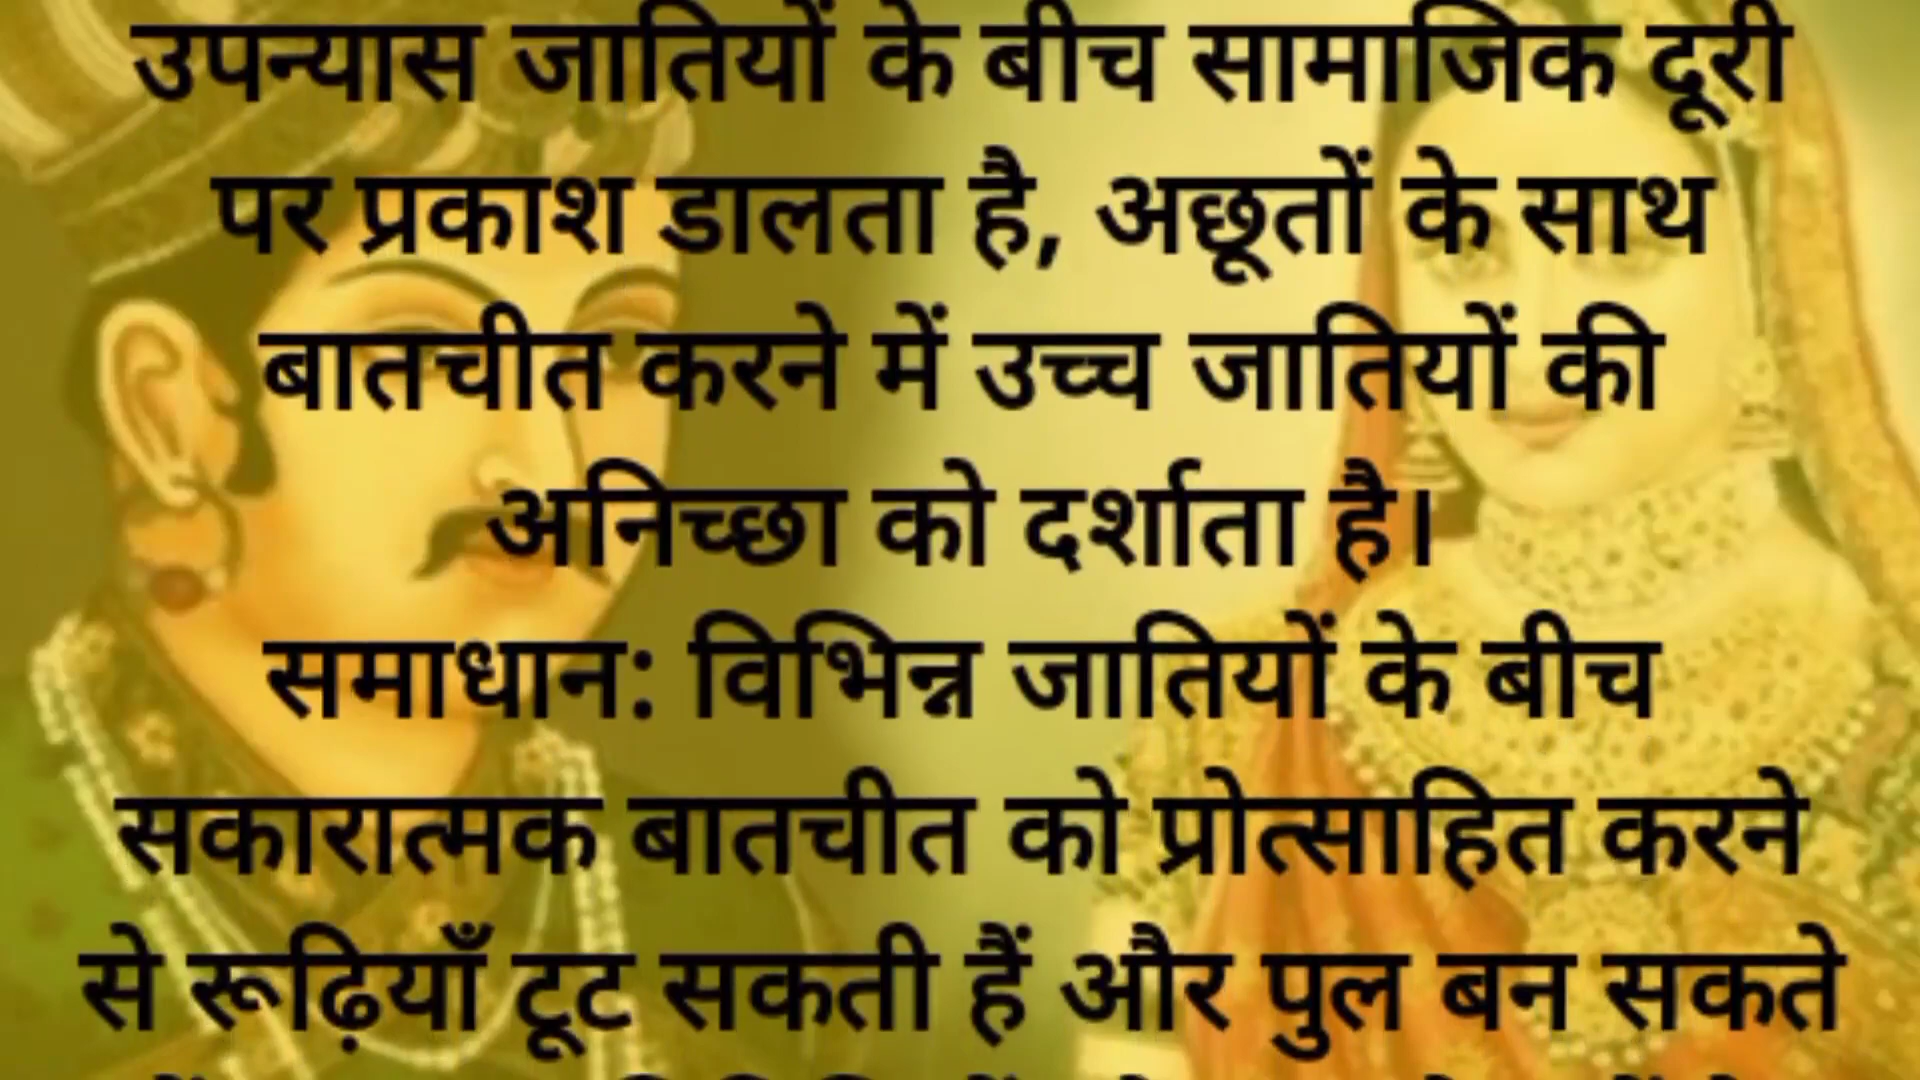 उपन्यास जातियों के बीच सामाजिक दूरी
पर प्रकाश डालता है, अछूतों के साथ
बातचीत करने में उच्च जातियों की
अनिच्छा को दर्शाता है।
समाधान: विभिन्न जातियों के बीच
सकारात्मक बातचीत को प्रोत्साहित करने
से रूढ़ियाँ टूट सकती हैं और पुल बन सकते